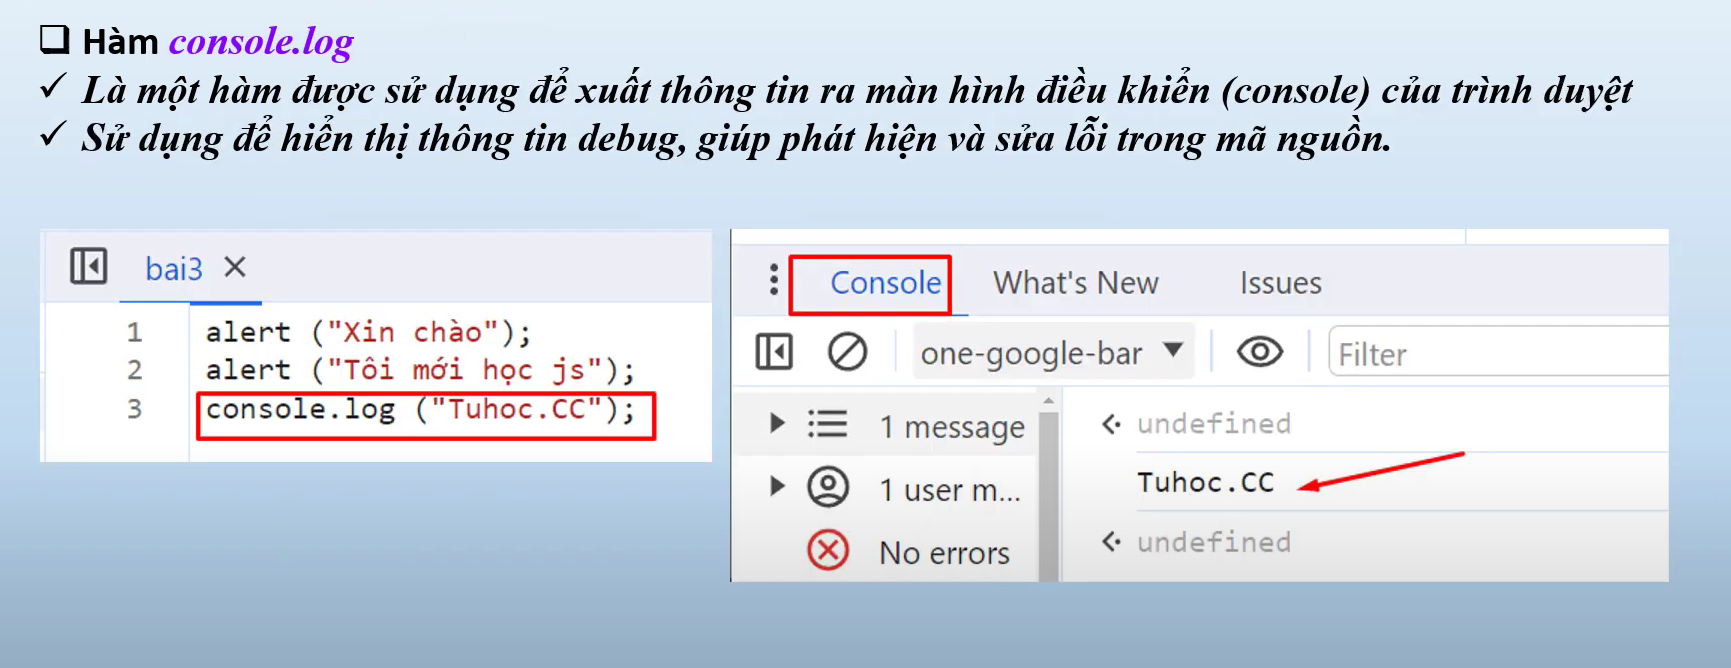 Hàm console.log
Là một hàm được sử dụng để xuất thông tin ra màn hình điều khiển (console) của trình duyệt
Sử dụng để hiển thị thông tin debug, giúp phát hiện và sửa lỗi trong mã nguồn.
bai3
1 alert ("Xin chào");
2 alert ("Tôi mới học js");
3 console.log ("Tuhoc.CC");
Console What's New Issues
one-google-bar Filter
1 message
1 user m...
No errors
undefined
Tuhoc.CC
undefined